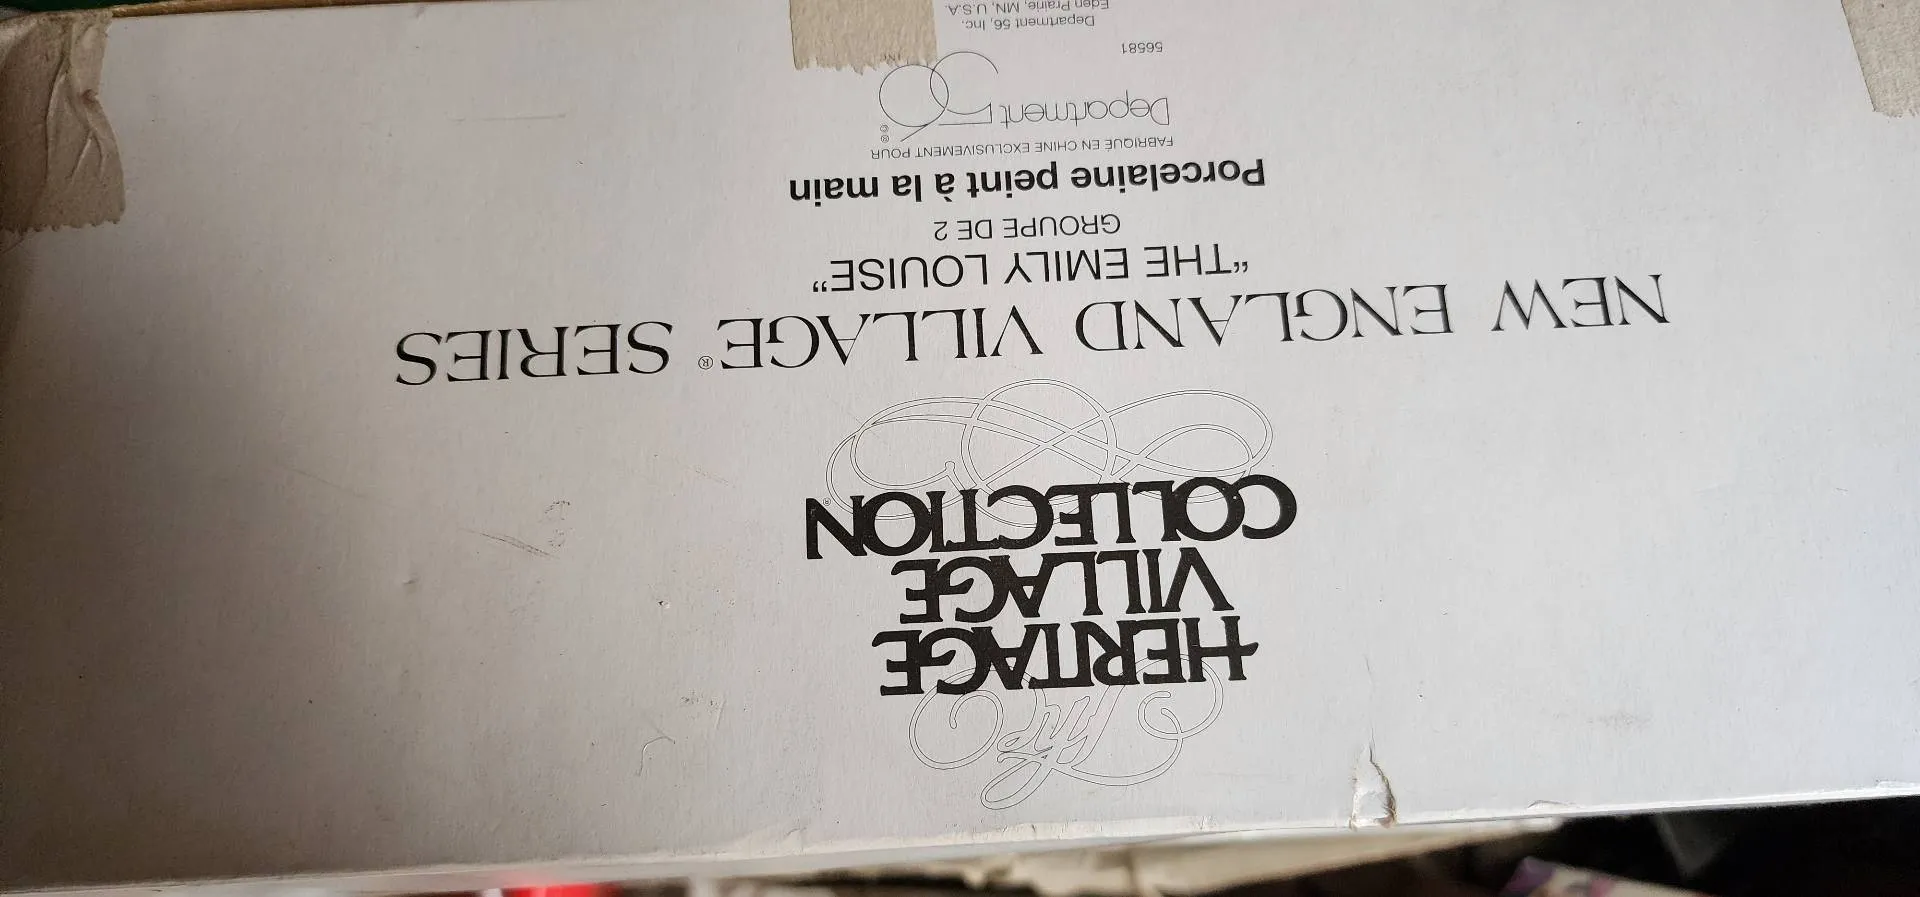 The
HERITAGE
VILLAGE
COLLECTION®
NEW ENGLAND VILLAGE® SERIES
“THE EMILY LOUISE”
GROUPE DE 2
Porcelaine peint à la main
FABRIQUÉ EN CHINE EXCLUSIVEMENT POUR
Department 56 ®©
56581
Department 56, Inc.
Eden Prairie, MN, U.S.A.